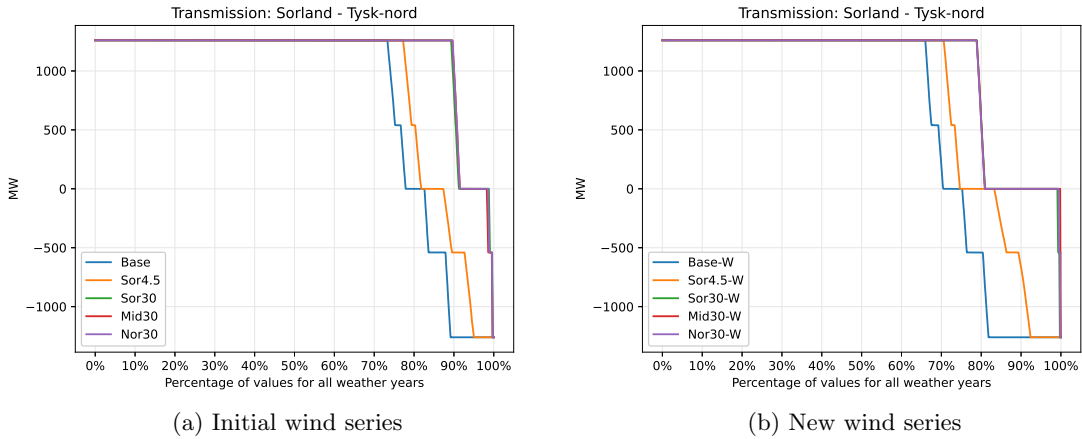 Transmission: Sorland - Tysk-nord
1000
500
0
−500
−1000
MW
Base
Sor4.5
Sor30
Mid30
Nor30
0% 10% 20% 30% 40% 50% 60% 70% 80% 90% 100%
Percentage of values for all weather years
(a) Initial wind series
Transmission: Sorland - Tysk-nord
1000
500
0
−500
−1000
MW
Base-W
Sor4.5-W
Sor30-W
Mid30-W
Nor30-W
0% 10% 20% 30% 40% 50% 60% 70% 80% 90% 100%
Percentage of values for all weather years
(b) New wind series